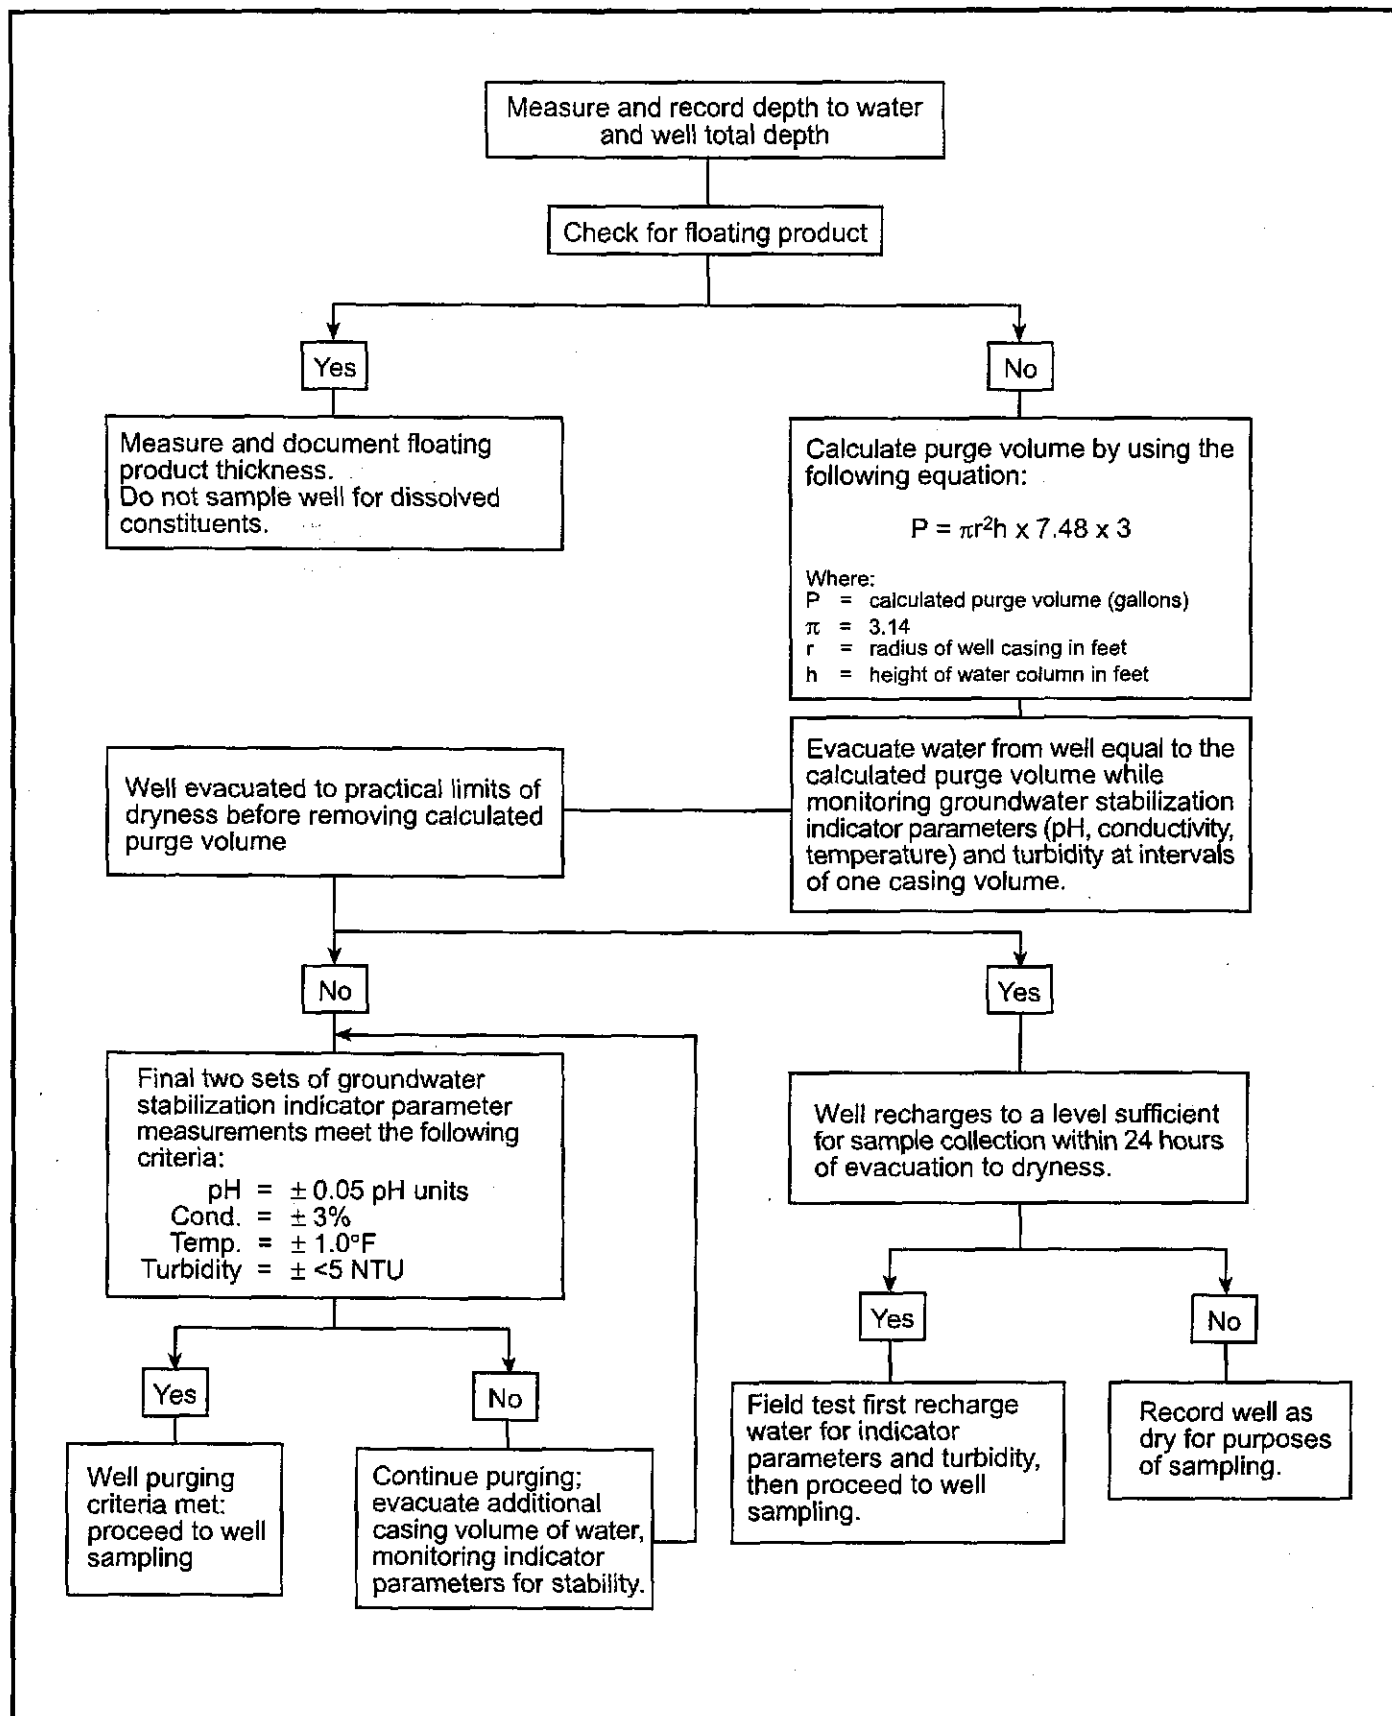 Measure and record depth to water
and well total depth
Check for floating product
Yes
No
Measure and document floating
product thickness.
Do not sample well for dissolved
constituents.
Calculate purge volume by using the
following equation:
P = πr²h x 7.48 x 3
Where:
P = calculated purge volume (gallons)
π = 3.14
r = radius of well casing in feet
h = height of water column in feet
Well evacuated to practical limits of
dryness before removing calculated
purge volume
Evacuate water from well equal to the
calculated purge volume while
monitoring groundwater stabilization
indicator parameters (pH, conductivity,
temperature) and turbidity at intervals
of one casing volume.
No
Yes
Final two sets of groundwater
stabilization indicator parameter
measurements meet the following
criteria:
pH = ± 0.05 pH units
Cond. = ± 3%
Temp. = ± 1.0°F
Turbidity = ± <5 NTU
Well recharges to a level sufficient
for sample collection within 24 hours
of evacuation to dryness.
Yes
No
Yes
No
Well purging
criteria met:
proceed to well
sampling
Continue purging;
evacuate additional
casing volume of water,
monitoring indicator
parameters for stability.
Field test first recharge
water for indicator
parameters and turbidity,
then proceed to well
sampling.
Record well as
dry for purposes
of sampling.